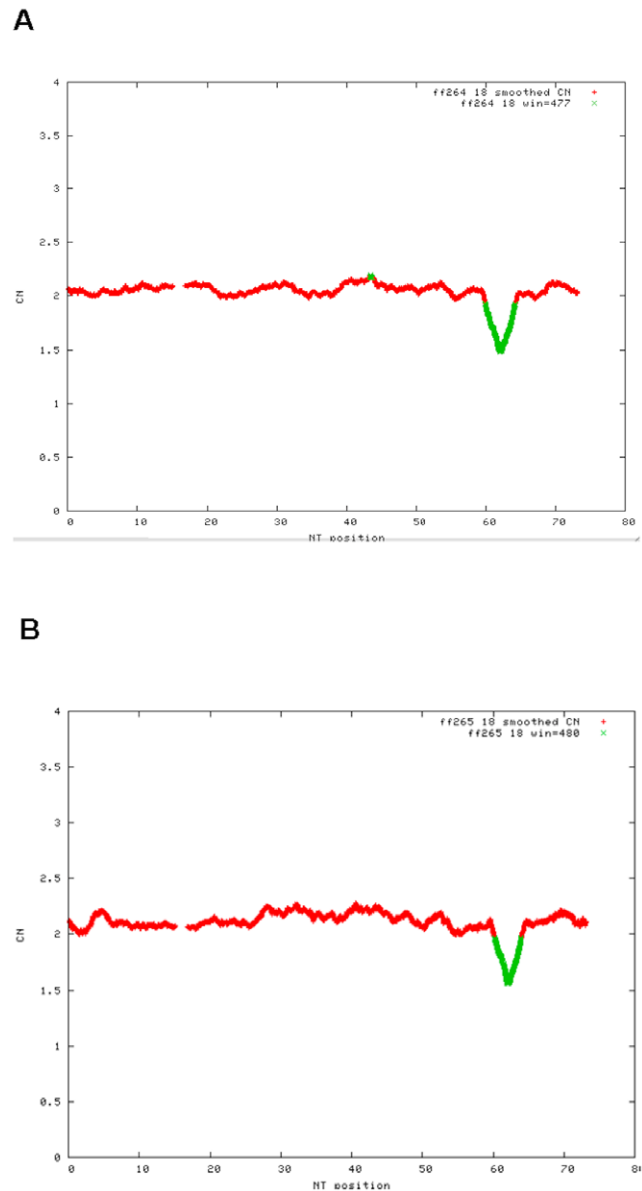 A
ff264 18 smoothed CN
ff264 18 win=477
4
3.5
3
2.5
2
1.5
1
0.5
0
CN
0 10 20 30 40 50 60 70 80
NT position
B
ff265 18 smoothed CN
ff265 18 win=480
4
3.5
3
2.5
2
1.5
1
0.5
0
CN
0 10 20 30 40 50 60 70 80
NT position